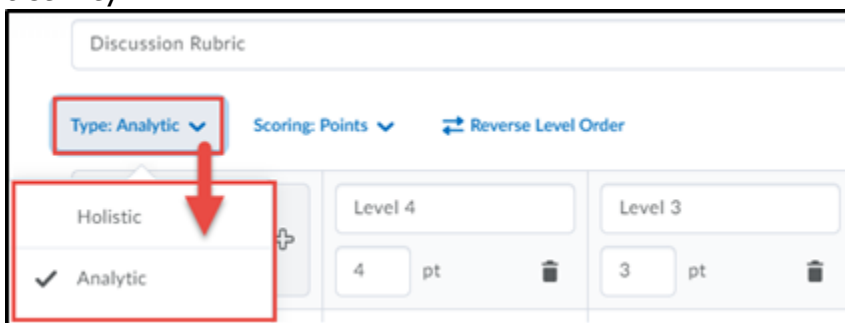 Discussion Rubric
Type: Analytic Scoring: Points Reverse Level Order
Holistic
Level 4 Level 3
Analytic
4 pt 3 pt